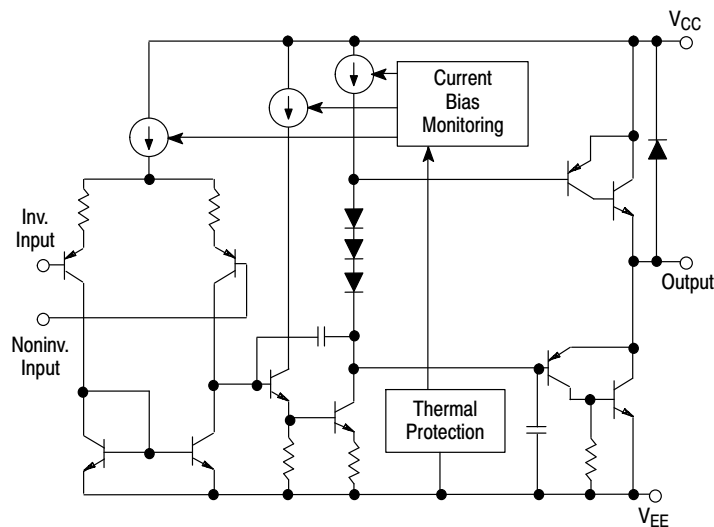 VCC
Current
Bias
Monitoring
Inv.
Input
Output
Noninv.
Input
Thermal
Protection
VEE